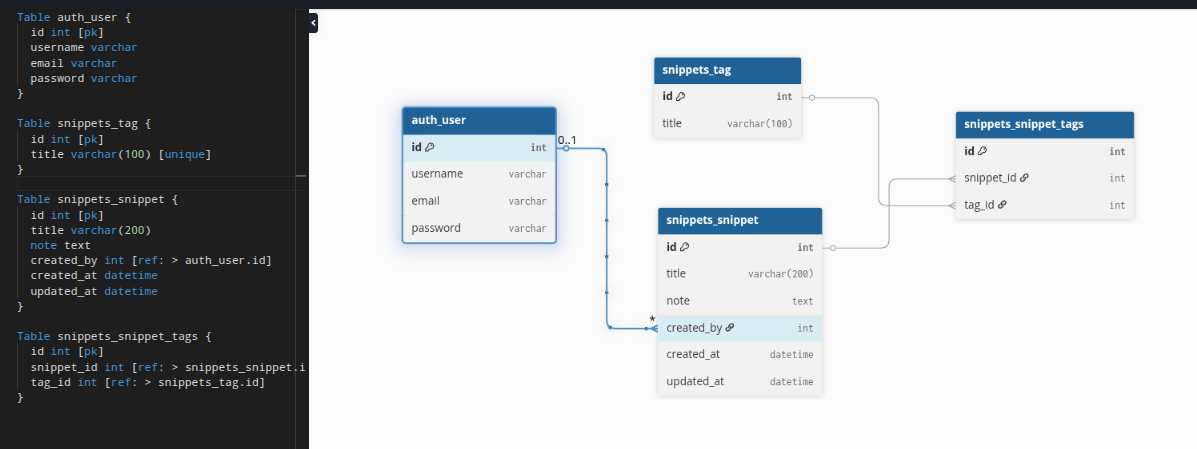 Table auth_user {
id int [pk]
username varchar
email varchar
password varchar
}
Table snippets_tag {
id int [pk]
title varchar(100) [unique]
}
Table snippets_snippet {
id int [pk]
title varchar(200)
note text
created_by int [ref: > auth_user.id]
created_at datetime
updated_at datetime
}
Table snippets_snippet_tags {
id int [pk]
snippet_id int [ref: > snippets_snippet.i
tag_id int [ref: > snippets_tag.id]
}
auth_user
id int
username varchar
email varchar
password varchar
0..1
*
snippets_tag
id int
title varchar(100)
snippets_snippet
id int
title varchar(200)
note text
created_by int
created_at datetime
updated_at datetime
snippets_snippet_tags
id int
snippet_id int
tag_id int